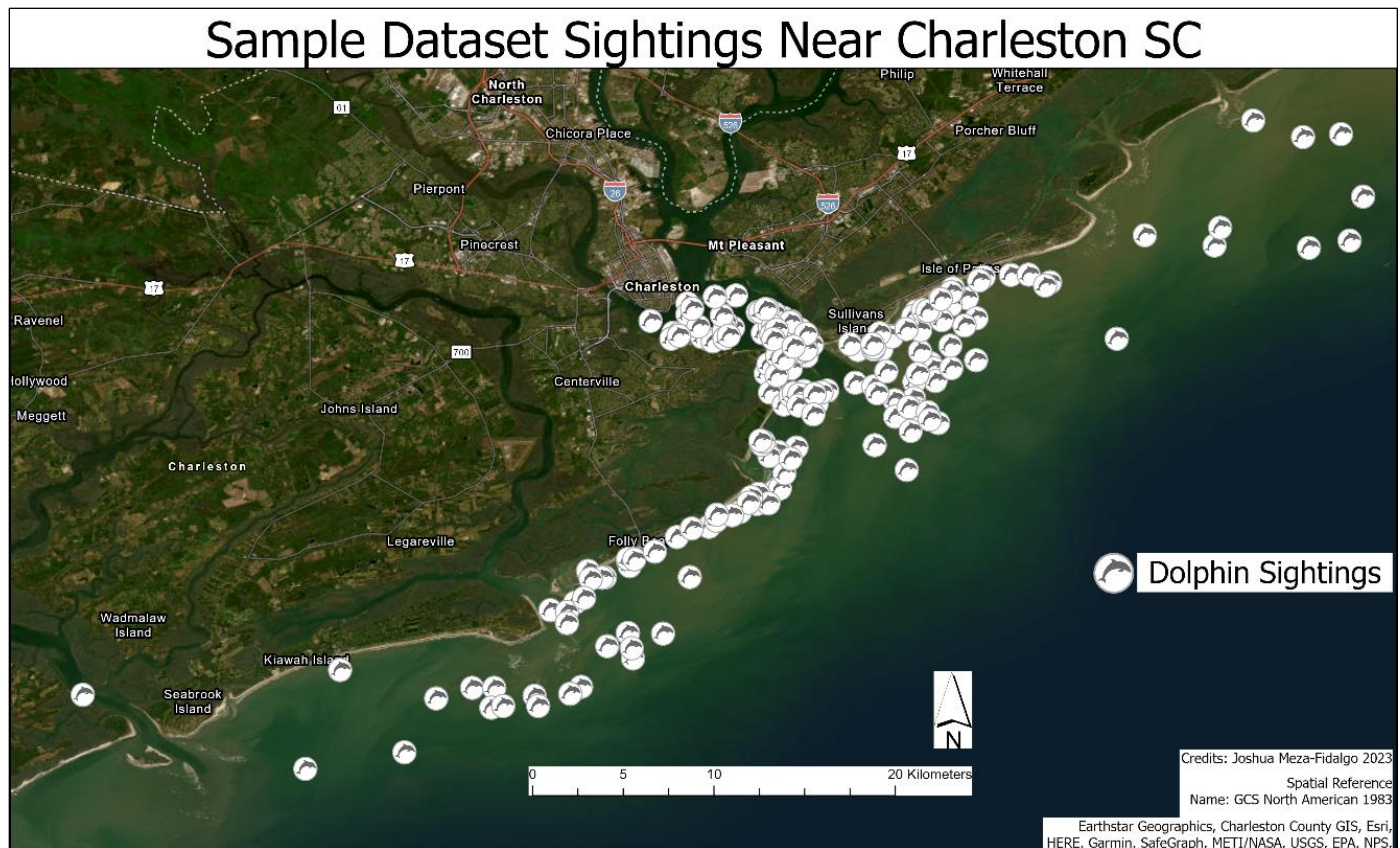 Sample Dataset Sightings Near Charleston SC
Philip
Whitehall
Terrace
North
Charleston
61
526
Chicora Place
Porcher Bluff
17
Pierpont
26
526
Pinecrest
Mt Pleasant
17
Isle of
17
Charleston
Ravenel
Sullivans
700
Hollywood
Centerville
Meggett
Johns Island
Charleston
Legareville
Folly
Dolphin Sightings
Wadmalaw
Island
Kiawah
Seabrook
Island
N
0 5 10 20 Kilometers
Credits: Joshua Meza-Fidalgo 2023
Spatial Reference
Name: GCS North American 1983
Earthstar Geographics, Charleston County GIS, Esri,
HERE, Garmin, SafeGraph, METI/NASA, USGS, EPA, NPS,